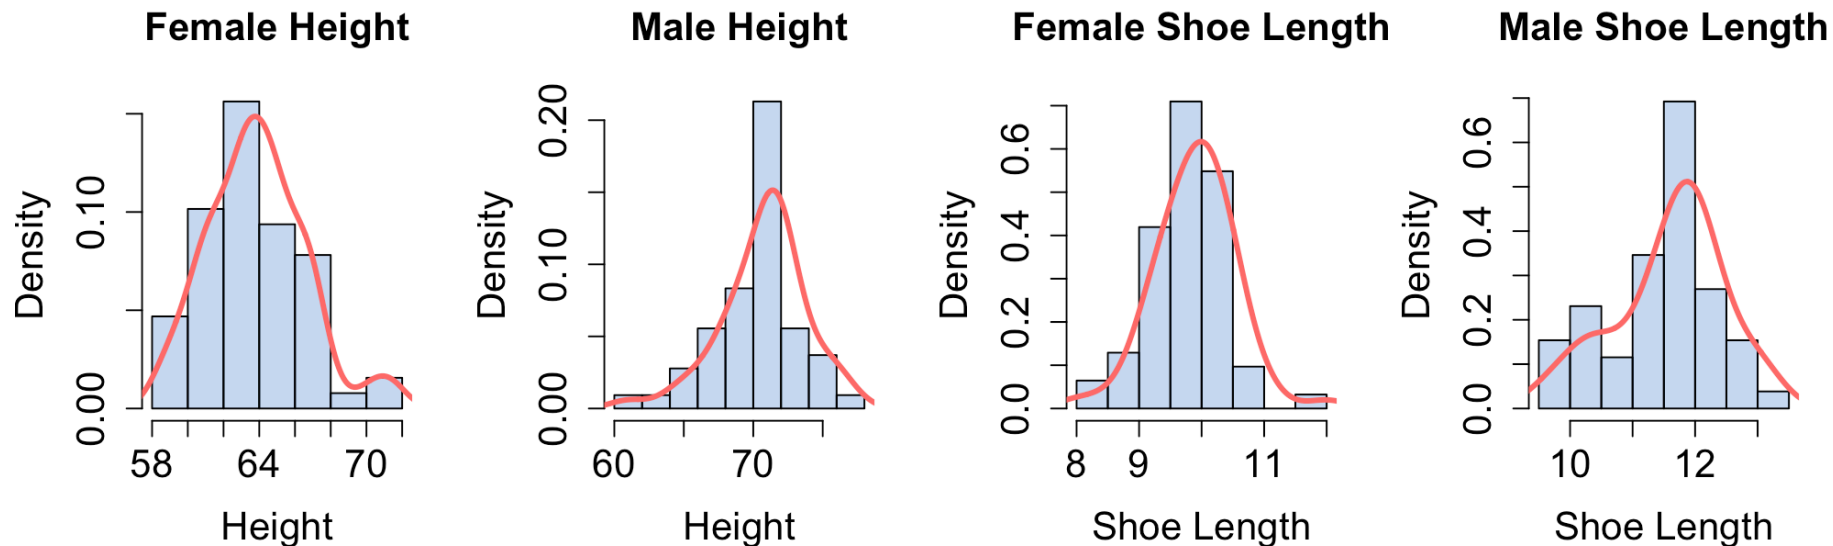 Female Height
Density
0.00
0.10
58
64
70
Height
Male Height
Density
0.00
0.10
0.20
60
70
Height
Female Shoe Length
Density
0.0
0.2
0.4
0.6
8
9
11
Shoe Length
Male Shoe Length
Density
0.0
0.2
0.4
0.6
10
12
Shoe Length